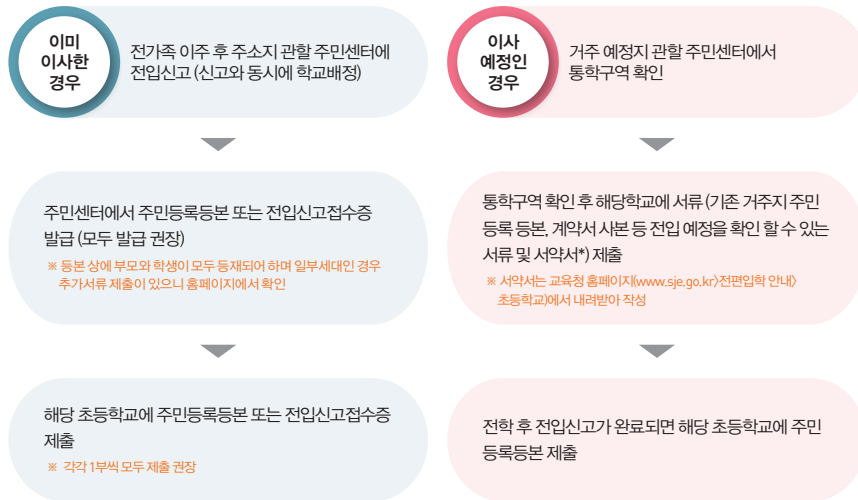 이미
이사한
경우
전가족 이주 후 주소지 관할 주민센터에
전입신고 (신고와 동시에 학교배정)
주민센터에서 주민등록등본 또는 전입신고접수증
발급 (모두 발급 권장)
※ 등본 상에 부모와 학생이 모두 등재되어 하며 일부세대인 경우
추가서류 제출이 있으니 홈페이지에서 확인
해당 초등학교에 주민등록등본 또는 전입신고접수증
제출
※ 각각 1부씩 모두 제출 권장
이사
예정인
경우
거주 예정지 관할 주민센터에서
통학구역 확인
통학구역 확인 후 해당학교에 서류 (기존 거주지 주민
등록 등본, 계약서 사본 등 전입 예정을 확인 할 수 있는
서류 및 서약서*) 제출
※ 서약서는 교육청 홈페이지(www.sje.go.kr〉전편입학 안내〉
초등학교)에서 내려받아 작성
전학 후 전입신고가 완료되면 해당 초등학교에 주민
등록등본 제출